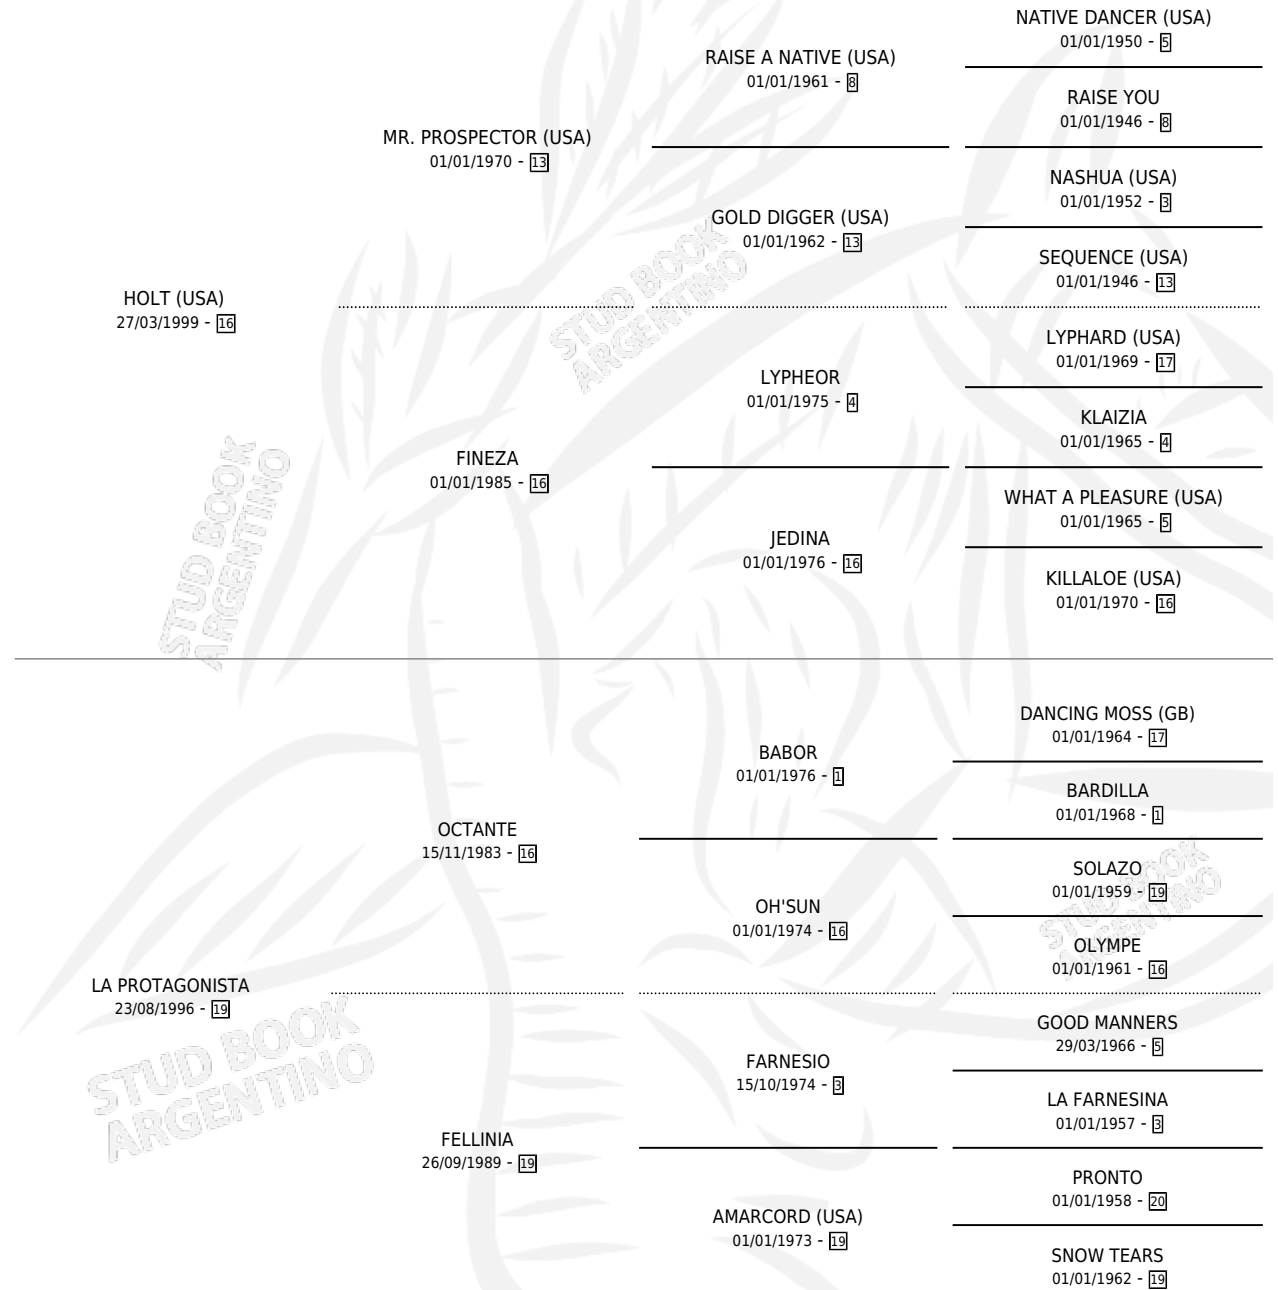 NATIVE DANCER (USA)
01/01/1950 - 5
RAISE A NATIVE (USA)
01/01/1961 - 8
RAISE YOU
01/01/1946 - 8
MR. PROSPECTOR (USA)
01/01/1970 - 13
NASHUA (USA)
01/01/1952 - 3
GOLD DIGGER (USA)
01/01/1962 - 13
SEQUENCE (USA)
01/01/1946 - 13
HOLT (USA)
27/03/1999 - 16
LYPHARD (USA)
01/01/1969 - 17
LYPHEOR
01/01/1975 - 4
KLAIZIA
01/01/1965 - 4
FINEZA
01/01/1985 - 16
WHAT A PLEASURE (USA)
01/01/1965 - 5
JEDINA
01/01/1976 - 16
KILLALOE (USA)
01/01/1970 - 16
DANCING MOSS (GB)
01/01/1964 - 17
BABOR
01/01/1976 - 1
BARDILLA
01/01/1968 - 1
OCTANTE
15/11/1983 - 16
SOLAZO
01/01/1959 - 19
OH'SUN
01/01/1974 - 16
OLYMPE
01/01/1961 - 16
LA PROTAGONISTA
23/08/1996 - 19
GOOD MANNERS
29/03/1966 - 5
FARNESIO
15/10/1974 - 3
LA FARNESINA
01/01/1957 - 3
FELLINIA
26/09/1989 - 19
PRONTO
01/01/1958 - 20
AMARCORD (USA)
01/01/1973 - 19
SNOW TEARS
01/01/1962 - 19
STUD BOOK
ARGENTINO
STUD BOOK
ARGENTINO
STUD BOOK
ARGENTINO
STUD BOOK
ARGENTINO